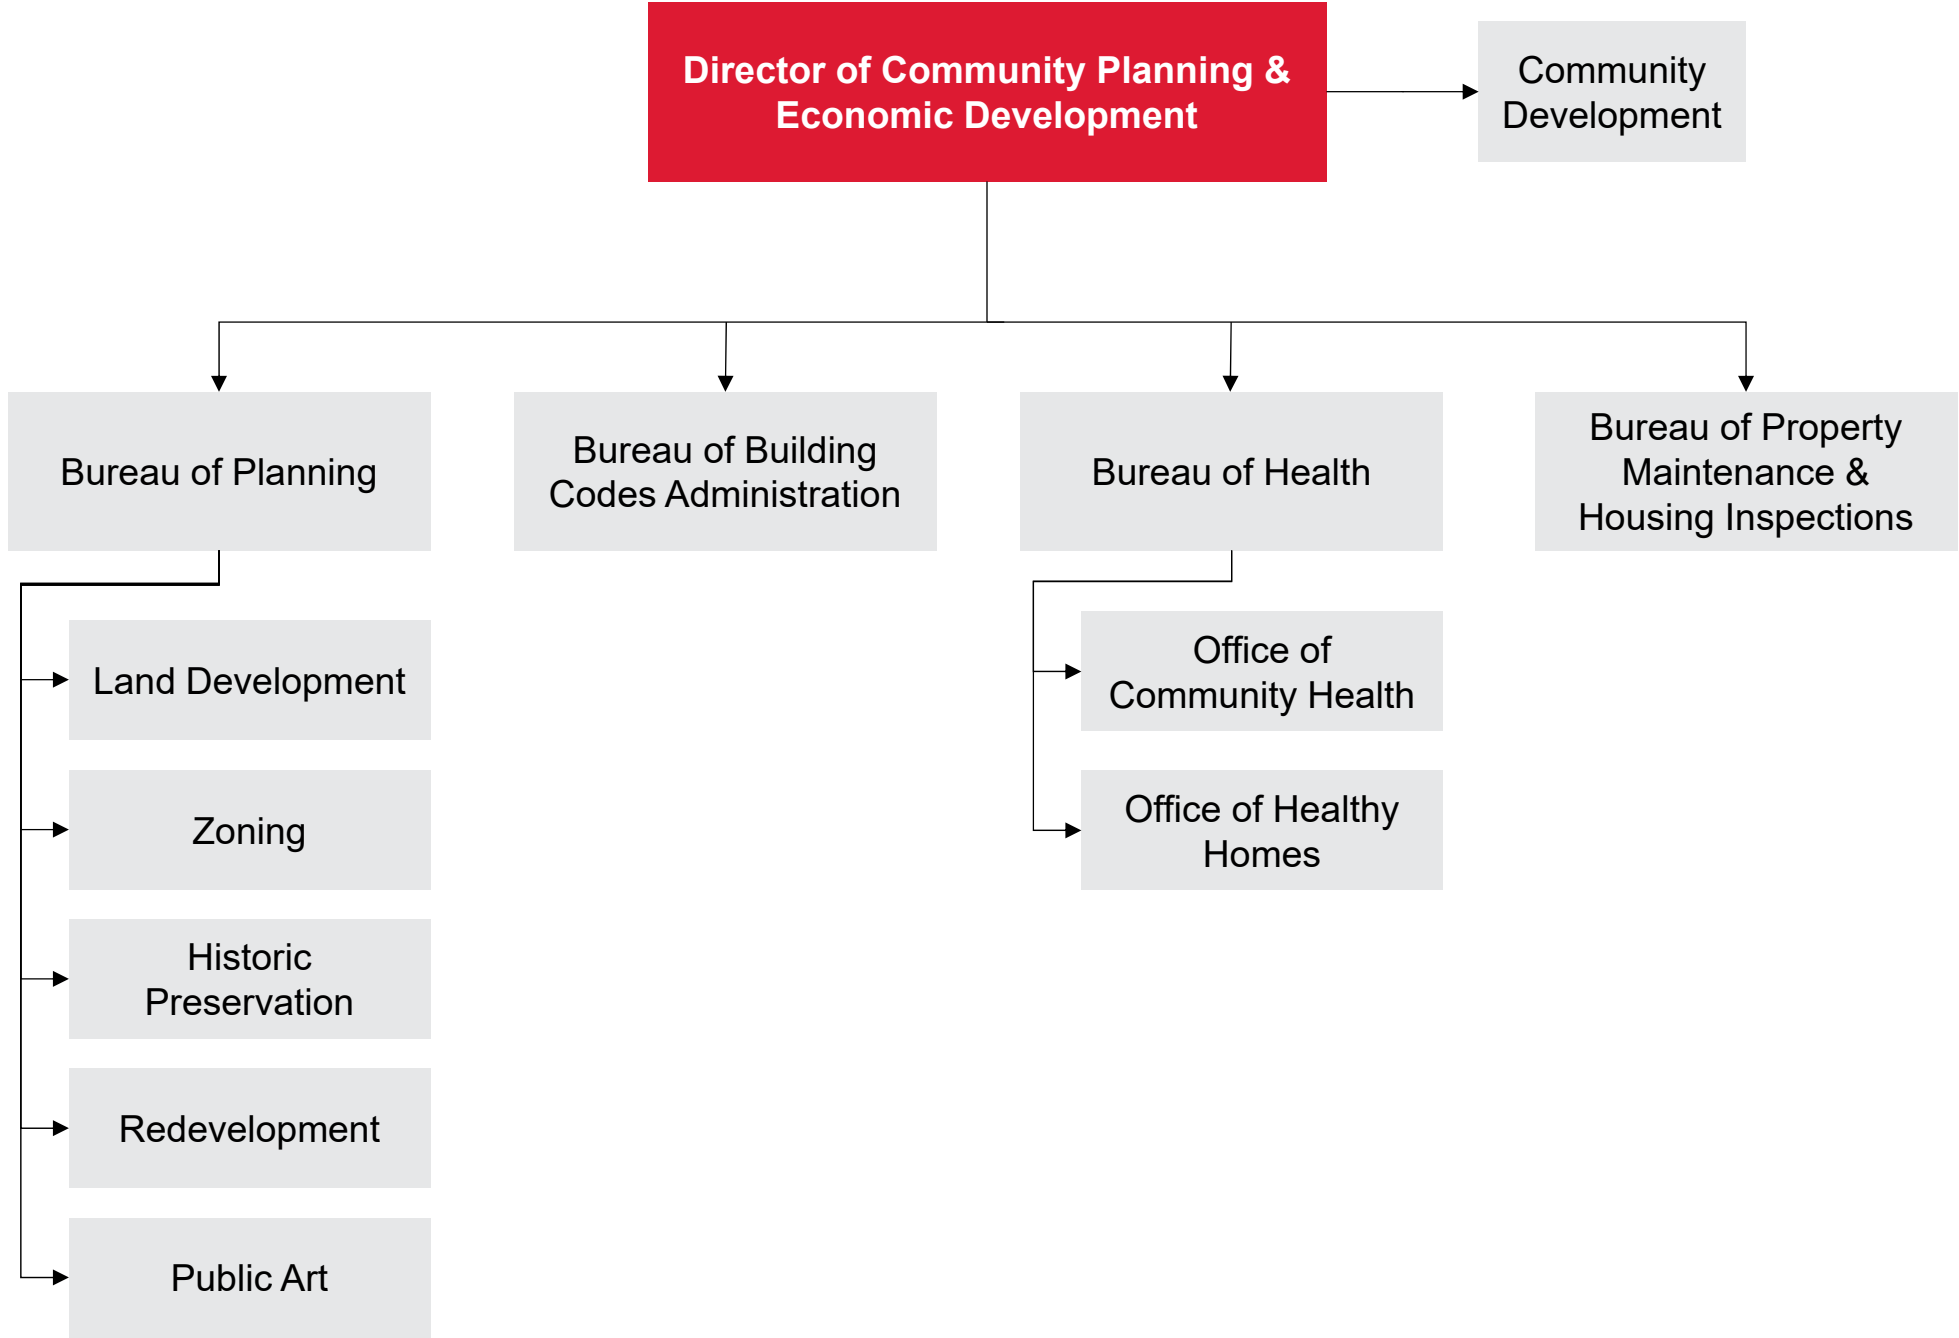 Director of Community Planning &
Economic Development
Community
Development
Bureau of Planning
Bureau of Building
Codes Administration
Bureau of Health
Bureau of Property
Maintenance &
Housing Inspections
Land Development
Zoning
Historic
Preservation
Redevelopment
Public Art
Office of
Community Health
Office of Healthy
Homes